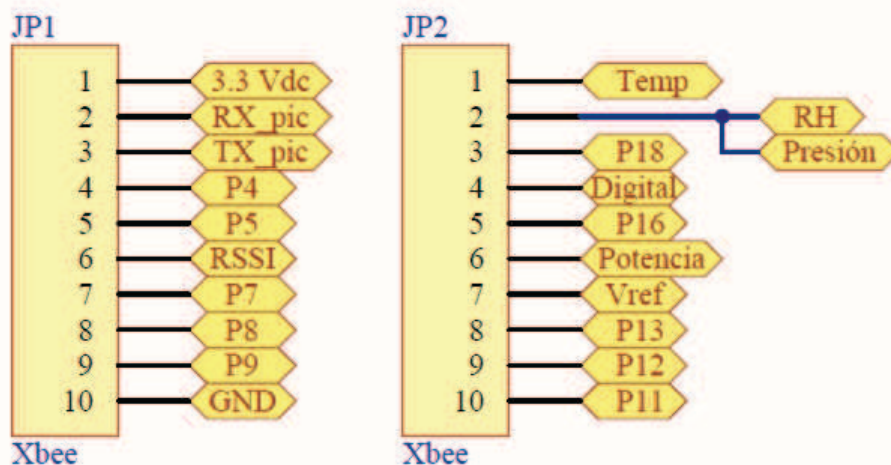 JP1
1 3.3 Vdc
2 RX_pic
3 TX_pic
4 P4
5 P5
6 RSSI
7 P7
8 P8
9 P9
10 GND
Xbee
JP2
1 Temp
2 RH
Presión
3 P18
4 Digital
5 P16
6 Potencia
7 Vref
8 P13
9 P12
10 P11
Xbee